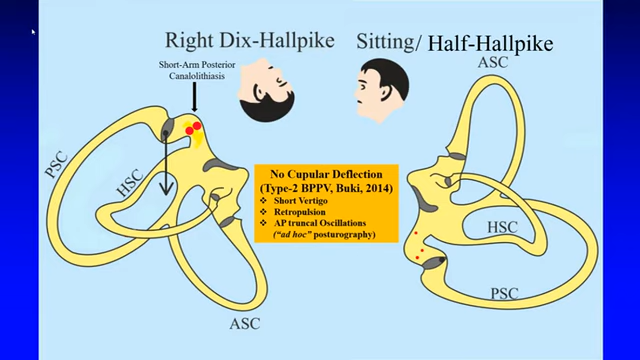 Right Dix-Hallpike
Sitting/ Half-Hallpike
Short-Arm Posterior
Canalolithiasis
ASC
PSC
HSC
No Cupular Deflection
(Type-2 BPPV, Buki, 2014)
❖ Short Vertigo
❖ Retropulsion
❖ AP truncal Oscillations
("ad hoc" posturography)
HSC
PSC
ASC